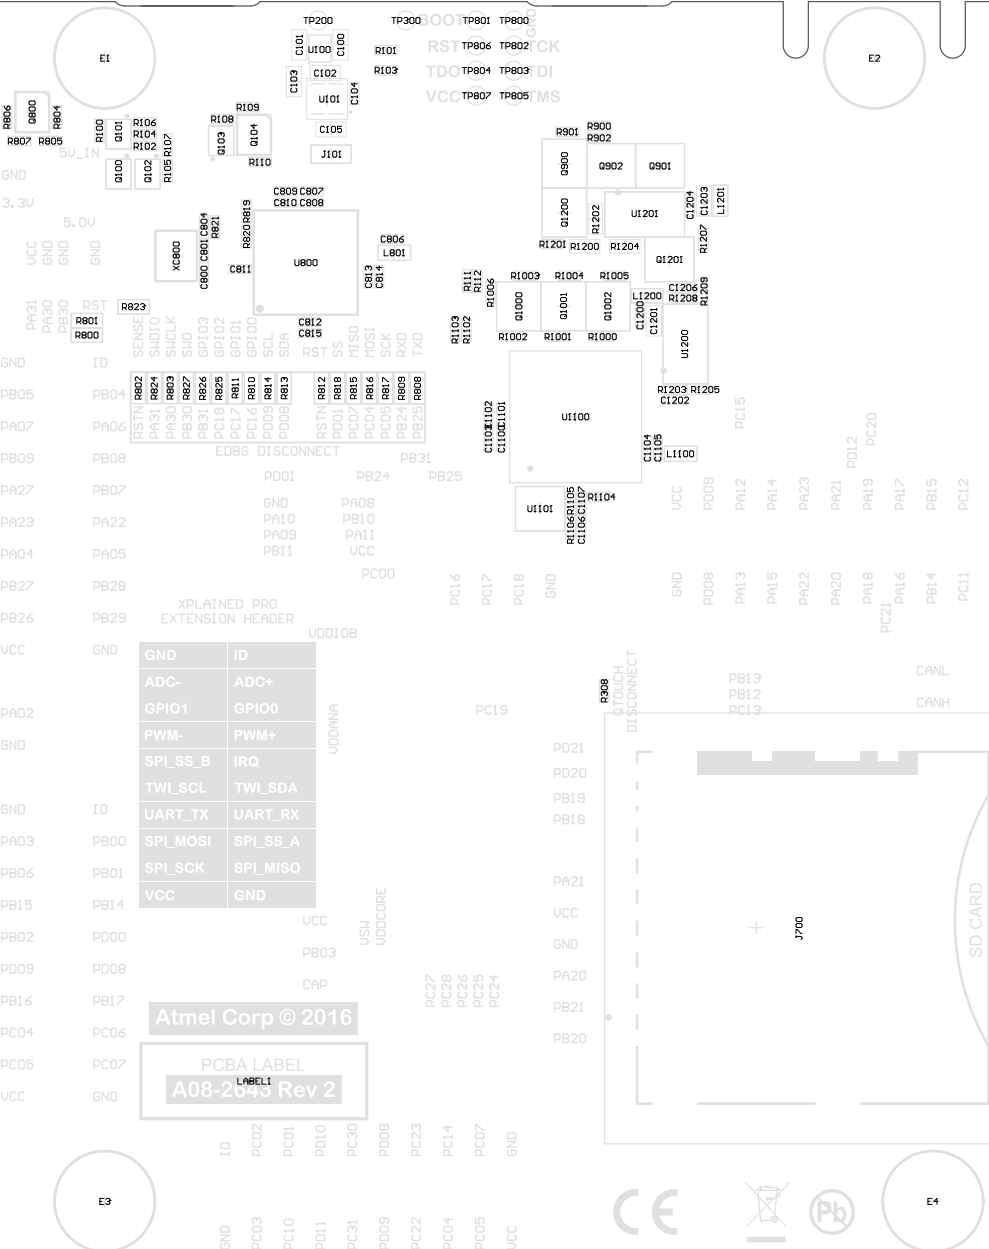 TP200 TP300 BOOT TP801 TP800 GND
C101 U100 C100 R101 RST TP806 TP802 TCK
C103 C102 R103 TDO TP804 TP803 TDI
U101 C104 VCC TP807 TP805 TMS
E1 E2
R806 Q800 R804 R807 R805
R100 Q101 R106 R104 R102 R107 R105 Q100 Q102
R108 R109 Q103 Q104 R110
C105 J101
5V_IN
GND
3.3V
5.0V
VCC GND GND GND
R900 R901 R902
Q900 Q902 Q901
Q1200 R1202 U1201 C1204 C1203 L1201
R1201 R1200 R1204 Q1201 R1207
C809 C807
C810 C808
XC800 C804 C801 C800 R821 R820 R819 C811 U800
C806 L801 C813 C814
C812
C815
R111 R112 R1006 R1003 R1004 R1005
Q1000 Q1001 Q1002
L1200 C1200 C1201 C1206 R1208 R1209 U1200
R1103 R1102 R1002 R1001 R1000
R1203 R1205
C1202
PA31 PA30 PB30 RST R823
R801
R800
SENSE SWDIO SWCLK SWO GPIO3 GPIO2 GPIO1 GPIO0 SCL SDA RST SS MISO MOSI SCK RXD TXD
R802 R824 R803 R827 R826 R825 R811 R810 R814 R813 R812 R818 R815 R816 R817 R809 R808
RSTN PA31 PA30 PB30 PB31 PC18 PC17 PC16 PD09 PD08 RSTN PD01 PC07 PC04 PC05 PB24 PB25
EDBG DISCONNECT
PB31
PD01 PB24 PB25
GND PA08
PA10 PB10
PA09 PA11
PB11 VCC
PC00
C1102 C1101 C1103 C1100 U1100 C1104 C1105 L1100
U1101 R1105 C1107 R1104 R1106 C1106
PC15 PD12 PC20
VCC PD09 PA12 PA14 PA23 PA21 PA19 PA17 PB15 PC12
GND PD08 PA13 PA15 PA22 PA20 PA18 PA16 PB14 PC11
PC21
PC16 PC17 PC18 GND
GND ID
PB05 PB04
PA07 PA06
PB09 PB08
PA27 PB07
PA23 PA22
PA04 PA05
PB27 PB28
PB26 PB29
VCC GND
XPLAINED PRO
EXTENSION HEADER
VDDIOB
GND ID
ADC- ADC+
GPIO1 GPIO0
PWM- PWM+
SPI_SS_B IRQ
TWI_SCL TWI_SDA
UART_TX UART_RX
SPI_MOSI SPI_SS_A
SPI_SCK SPI_MISO
VCC GND
VDDANA
PA02
GND
GND ID
PA03 PB00
PB06 PB01
PB15 PB14
PB02 PD00
PD09 PD08
PB16 PB17
PC04 PC06
PC05 PC07
VCC GND
VCC
PB03
CAP
VSW
VDDCORE
PC27 PC28 PC26 PC25 PC24
R308
QTOUCH
DISCONNECT
PB13
PB12
PC13
CANL
CANH
PC19
PD21
PD20
PB19
PB18
PA21
VCC
GND
PA20
PB21
PB20
J700
SD CARD
Atmel Corp © 2016
PCBA LABEL
LABEL1
A08-2643 Rev 2
ID PC02 PC01 PD10 PC30 PD08 PC23 PC14 PC07 GND
GND PC03 PC10 PD11 PC31 PD09 PC22 PC04 PC05 VCC
E3 CE Pb E4